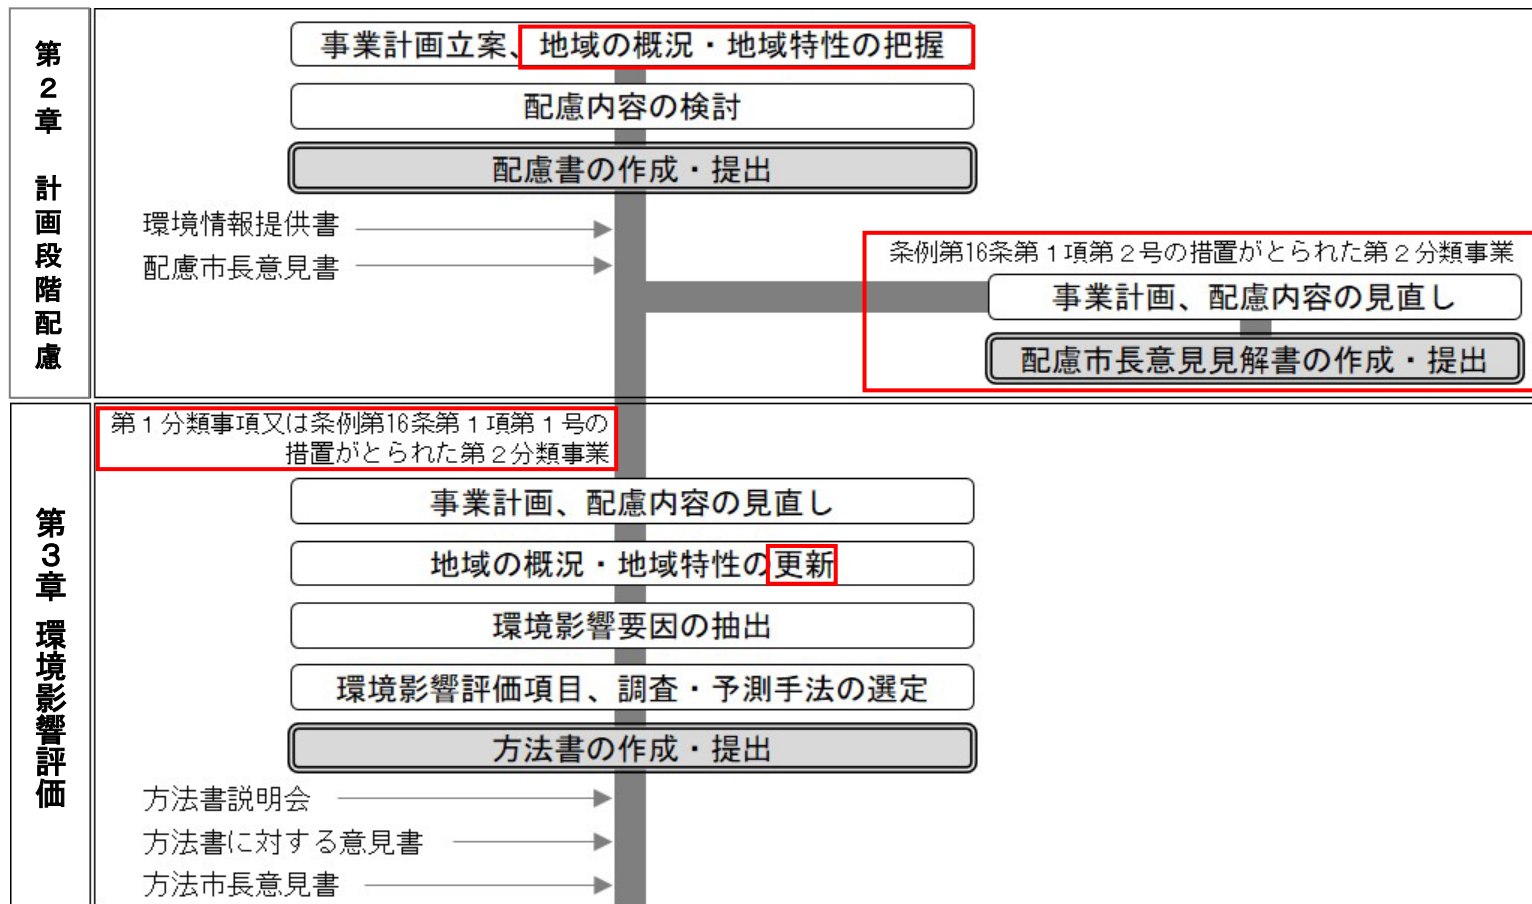 第2章 計画段階配慮
事業計画立案、地域の概況・地域特性の把握
配慮内容の検討
配慮書の作成・提出
環境情報提供書
配慮市長意見書
条例第16条第1項第2号の措置がとられた第2分類事業
事業計画、配慮内容の見直し
配慮市長意見見解書の作成・提出
第3章 環境影響評価
第1分類事項又は条例第16条第1項第1号の
措置がとられた第2分類事業
事業計画、配慮内容の見直し
地域の概況・地域特性の更新
環境影響要因の抽出
環境影響評価項目、調査・予測手法の選定
方法書の作成・提出
方法書説明会
方法書に対する意見書
方法市長意見書